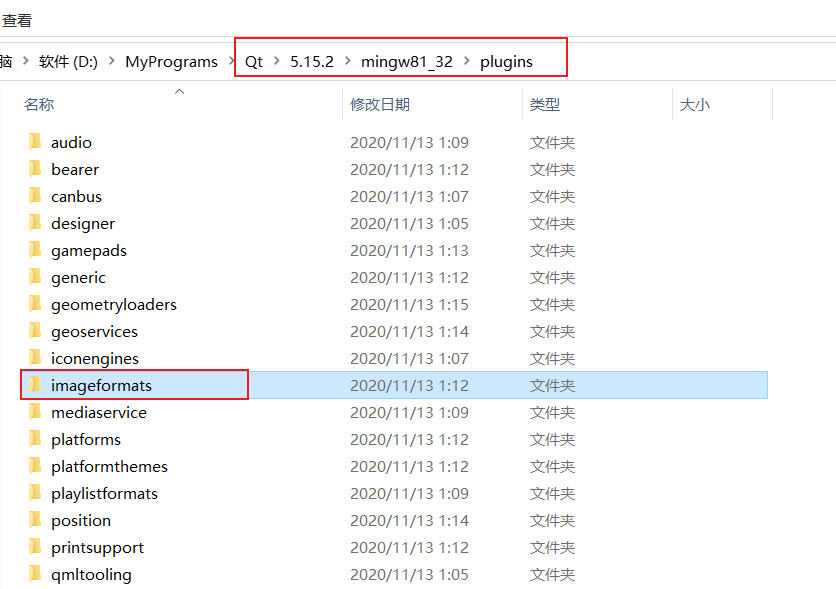 查看
脑 > 软件 (D:) > MyPrograms > Qt > 5.15.2 > mingw81_32 > plugins
名称 修改日期 类型 大小
audio 2020/11/13 1:09 文件夹
bearer 2020/11/13 1:12 文件夹
canbus 2020/11/13 1:07 文件夹
designer 2020/11/13 1:05 文件夹
gamepads 2020/11/13 1:13 文件夹
generic 2020/11/13 1:12 文件夹
geometryloaders 2020/11/13 1:15 文件夹
geoservices 2020/11/13 1:14 文件夹
iconengines 2020/11/13 1:07 文件夹
imageformats 2020/11/13 1:12 文件夹
mediaservice 2020/11/13 1:09 文件夹
platforms 2020/11/13 1:12 文件夹
platformthemes 2020/11/13 1:12 文件夹
playlistformats 2020/11/13 1:09 文件夹
position 2020/11/13 1:14 文件夹
printsupport 2020/11/13 1:12 文件夹
qmltooling 2020/11/13 1:05 文件夹